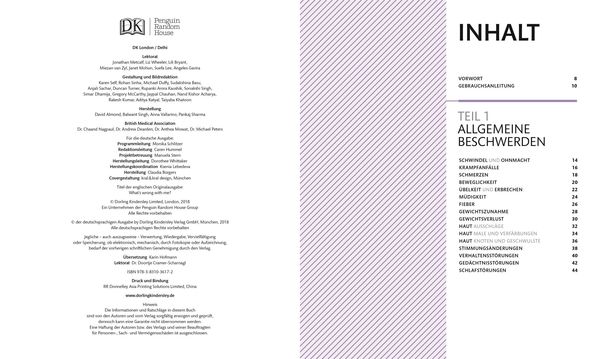 DK
Penguin
Random
House
DK London / Delhi
Lektorat
Jonathan Metcalf, Liz Wheeler, Lili Bryant,
Miezan van Zyl, Janet Mohun, Soefa Lee, Angeles Gavira
Gestaltung und Bildredaktion
Karen Self, Rohan Sinha, Michael Duffy, Sudakshina Basu,
Anjali Sachar, Duncan Turner, Rupanki Arora Kaushik, Sonakshi Singh,
Simar Dhamija, Gregory McCarthy, Jaypal Chauhan, Nand Kishor Acharya,
Rakesh Kumar, Aditya Katyal, Taiyaba Khatoon
Herstellung
David Almond, Balwant Singh, Anna Vallarino, Pankaj Sharma
British Medical Association
Dr. Chaand Nagpaul, Dr. Andrew Dearden, Dr. Anthea Mowat, Dr. Michael Peters
Für die deutsche Ausgabe:
Programmleitung Monika Schlitzer
Redaktionsleitung Caren Hummel
Projektbetreuung Manuela Stern
Herstellungsleitung Dorothee Whittaker
Herstellungskoordination Ksenia Lebedeva
Herstellung Claudia Bürgers
Covergestaltung kral & kral design, München
Titel der englischen Originalausgabe:
What's wrong with me?
© Dorling Kindersley Limited, London, 2018
Ein Unternehmen der Penguin Random House Group
Alle Rechte vorbehalten
© der deutschsprachigen Ausgabe by Dorling Kindersley Verlag GmbH, München, 2018
Alle deutschsprachigen Rechte vorbehalten
Jegliche – auch auszugsweise – Verwertung, Wiedergabe, Vervielfältigung
oder Speicherung, ob elektronisch, mechanisch, durch Fotokopie oder Aufzeichnung,
bedarf der vorherigen schriftlichen Genehmigung durch den Verlag.
Übersetzung Karin Hofmann
Lektorat Dr. Doortje Cramer-Scharnagl
ISBN 978-3-8310-3617-2
Druck und Bindung
RR Donnelley Asia Printing Solutions Limited, China
www.dorlingkindersley.de
Hinweis
Die Informationen und Ratschläge in diesem Buch
sind von den Autoren und vom Verlag sorgfältig erwogen und geprüft,
dennoch kann eine Garantie nicht übernommen werden.
Eine Haftung der Autoren bzw. des Verlags und seiner Beauftragten
für Personen-, Sach- und Vermögensschäden ist ausgeschlossen.
INHALT
VORWORT 8
GEBRAUCHSANLEITUNG 10
TEIL 1
ALLGEMEINE
BESCHWERDEN
SCHWINDEL UND OHNMACHT 14
KRAMPFANFÄLLE 16
SCHMERZEN 18
BEWEGLICHKEIT 20
ÜBELKEIT UND ERBRECHEN 22
MÜDIGKEIT 24
FIEBER 26
GEWICHTSZUNAHME 28
GEWICHTSVERLUST 30
HAUT AUSSCHLÄGE 32
HAUT MALE UND VERFÄRBUNGEN 34
HAUT KNOTEN UND GESCHWULSTE 36
STIMMUNGSÄNDERUNGEN 38
VERHALTENSSTÖRUNGEN 40
GEDÄCHTNISSTÖRUNGEN 42
SCHLAFSTÖRUNGEN 44